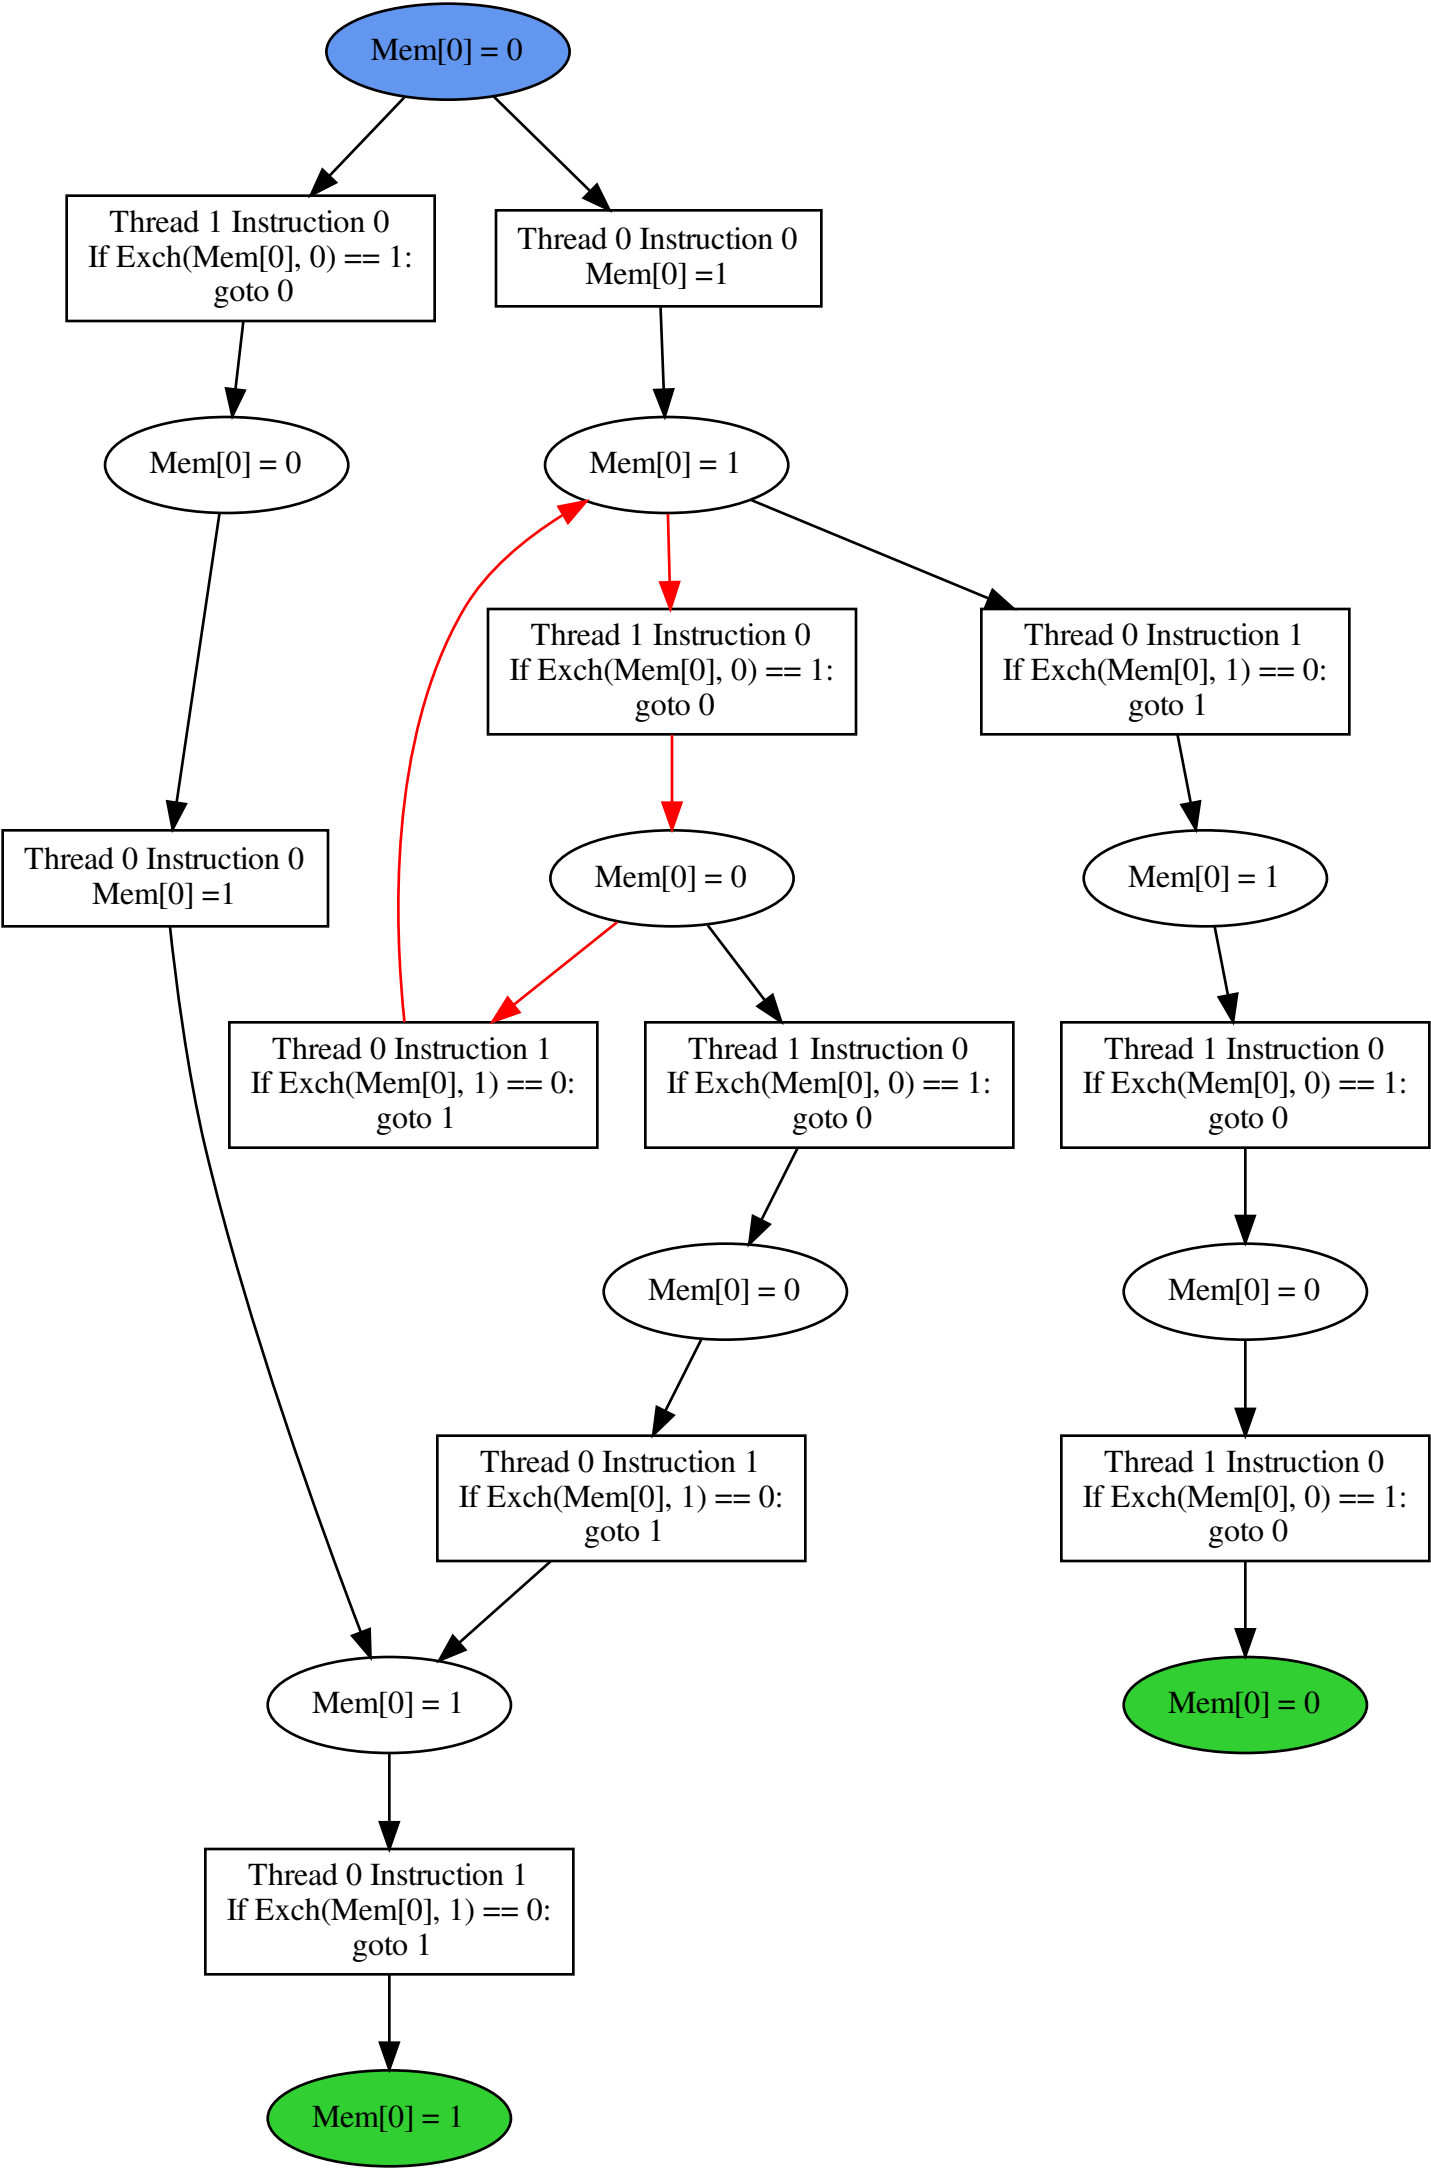 Mem[0] = 0
Thread 1 Instruction 0
If Exch(Mem[0], 0) == 1:
goto 0
Thread 0 Instruction 0
Mem[0] =1
Mem[0] = 0
Mem[0] = 1
Thread 1 Instruction 0
If Exch(Mem[0], 0) == 1:
goto 0
Thread 0 Instruction 1
If Exch(Mem[0], 1) == 0:
goto 1
Thread 0 Instruction 0
Mem[0] =1
Mem[0] = 0
Mem[0] = 1
Thread 0 Instruction 1
If Exch(Mem[0], 1) == 0:
goto 1
Thread 1 Instruction 0
If Exch(Mem[0], 0) == 1:
goto 0
Thread 1 Instruction 0
If Exch(Mem[0], 0) == 1:
goto 0
Mem[0] = 0
Mem[0] = 0
Thread 0 Instruction 1
If Exch(Mem[0], 1) == 0:
goto 1
Thread 1 Instruction 0
If Exch(Mem[0], 0) == 1:
goto 0
Mem[0] = 1
Mem[0] = 0
Thread 0 Instruction 1
If Exch(Mem[0], 1) == 0:
goto 1
Mem[0] = 1